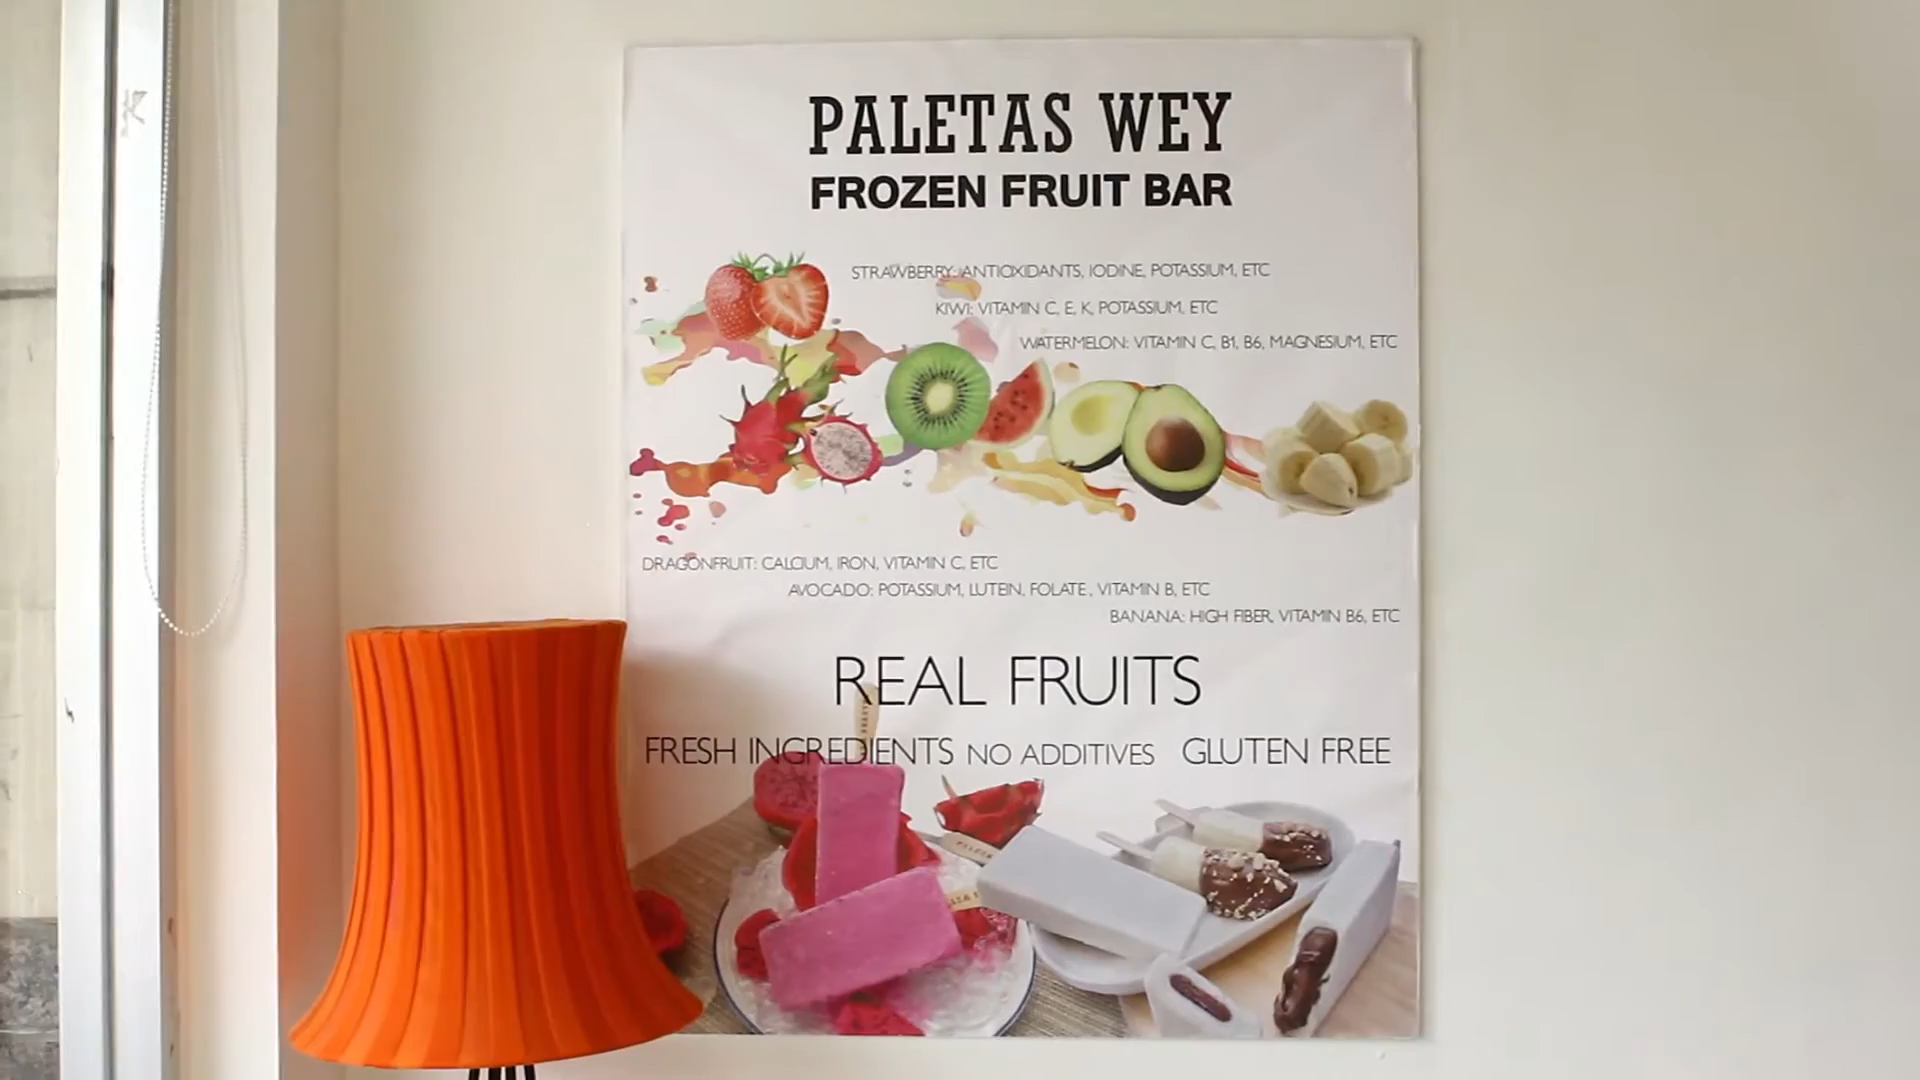 PALETAS WEY
FROZEN FRUIT BAR
STRAWBERRY: ANTIOXIDANTS, IODINE, POTASSIUM, ETC
KIWI: VITAMIN C, E, K, POTASSIUM, ETC
WATERMELON: VITAMIN C, B1, B6, MAGNESIUM, ETC
DRAGONFRUIT: CALCIUM, IRON, VITAMIN C, ETC
AVOCADO: POTASSIUM, LUTEIN, FOLATE, VITAMIN B, ETC
BANANA: HIGH FIBER, VITAMIN B6, ETC
REAL FRUITS
FRESH INGREDIENTS NO ADDITIVES GLUTEN FREE